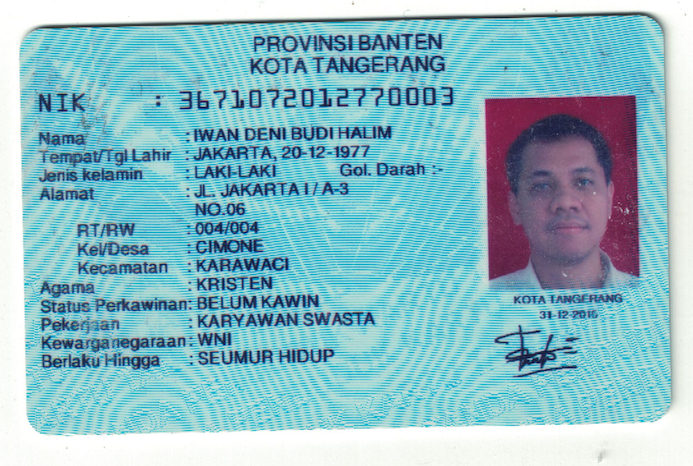 PROVINSI BANTEN
KOTA TANGERANG
NIK : 3671072012770003
Nama : IWAN DENI BUDI HALIM
Tempat/Tgl Lahir : JAKARTA, 20-12-1977
Jenis kelamin : LAKI-LAKI Gol. Darah :-
Alamat : JL. JAKARTA I / A-3
NO.06
RT/RW : 004/004
Kel/Desa : CIMONE
Kecamatan : KARAWACI
Agama : KRISTEN
Status Perkawinan: BELUM KAWIN
Pekerjaan : KARYAWAN SWASTA
Kewarganegaraan: WNI
Berlaku Hingga : SEUMUR HIDUP
KOTA TANGERANG
31-12-2016